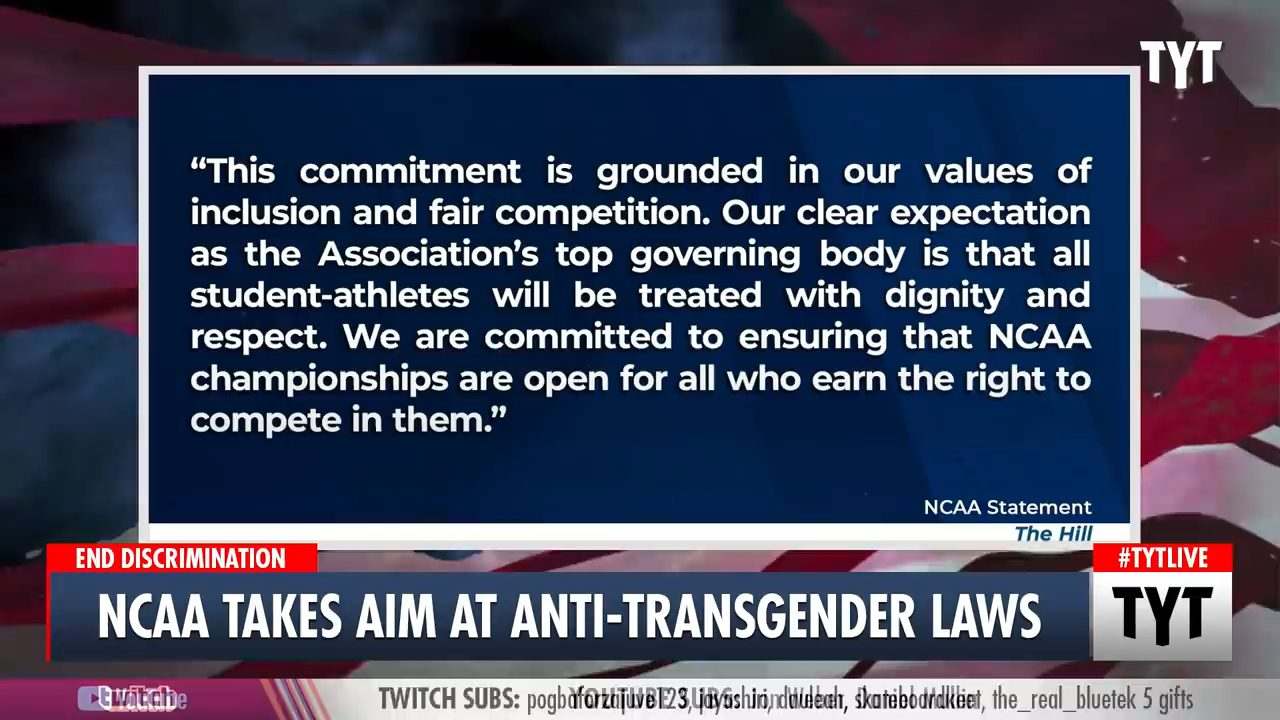 TYT
“This commitment is grounded in our values of
inclusion and fair competition. Our clear expectation
as the Association’s top governing body is that all
student-athletes will be treated with dignity and
respect. We are committed to ensuring that NCAA
championships are open for all who earn the right to
compete in them.”
NCAA Statement
The Hill
END DISCRIMINATION
#TYTLIVE
NCAA TAKES AIM AT ANTI-TRANSGENDER LAWS
TYT
twitch
TWITCH SUBS: the_real_bluetek 5 gifts